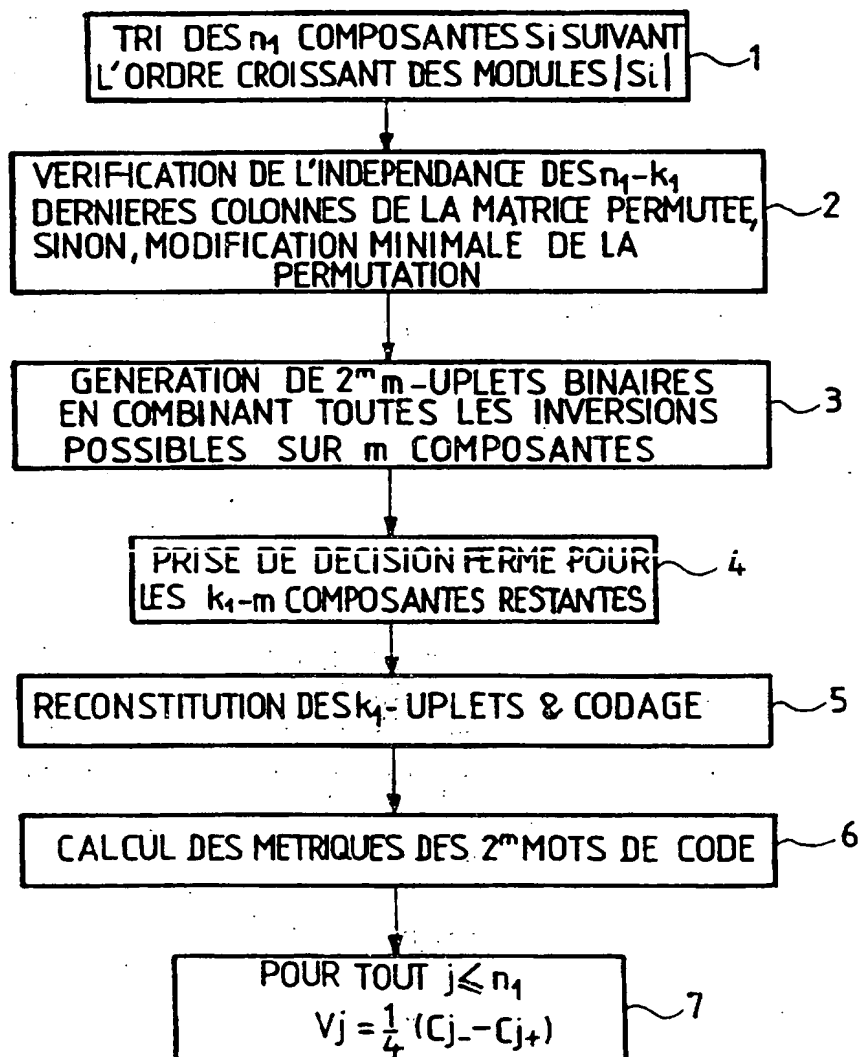 TRI DES n₁ COMPOSANTES Si SUIVANT
L'ORDRE CROISSANT DES MODULES |Si|
1
VERIFICATION DE L'INDEPENDANCE DES n₁-k₁
DERNIERES COLONNES DE LA MATRICE PERMUTEE,
SINON, MODIFICATION MINIMALE DE LA
PERMUTATION
2
GENERATION DE 2ᵐ m-UPLETS BINAIRES
EN COMBINANT TOUTES LES INVERSIONS
POSSIBLES SUR m COMPOSANTES
3
PRISE DE DECISION FERME POUR
LES k₁-m COMPOSANTES RESTANTES
4
RECONSTITUTION DES k₁-UPLETS & CODAGE
5
CALCUL DES METRIQUES DES 2ᵐ MOTS DE CODE
6
POUR TOUT j⩽n₁
Vj = 1/4 (Cj₋-Cj₊)
7